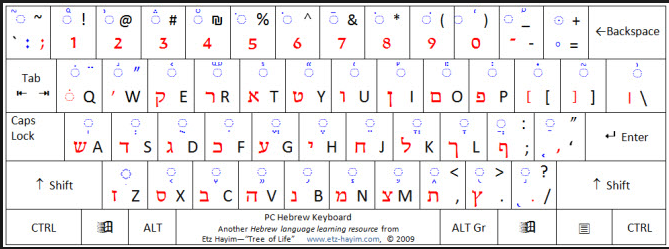 ~ ! @ # ₪ % ^ & * ( ) _ + ←Backspace
` : ; 1 2 3 4 5 6 7 8 9 0 - - =
Tab ״
⇤ ⇥ Q ׳ W ק E ר R א T ט Y ו U ן I ם O פ P [ [ ] ] ׀ \
Caps : ″
Lock ש A ד S ג D כ F ע G י H ח J ל K ך L ף ; , ‘ ↵ Enter
< > ?
↑ Shift ז Z ס X ב C ה V נ B מ N צ M ת , ץ . . / ↑ Shift
CTRL ALT PC Hebrew Keyboard ALT Gr CTRL
Another Hebrew language learning resource from
Etz Hayim—“Tree of Life” www.etz-hayim.com, © 2009